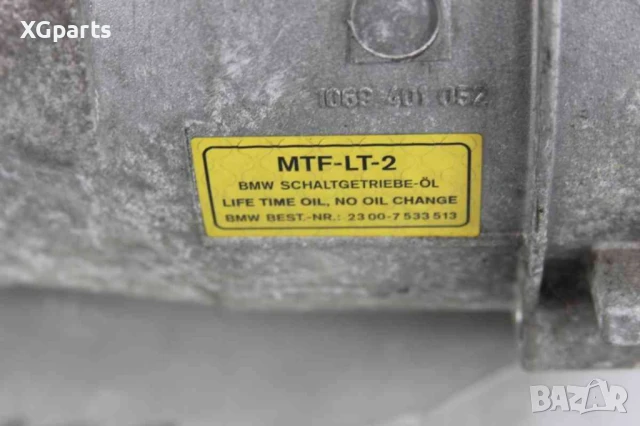 XGparts
1069 401 052
MTF-LT-2
BMW SCHALTGETRIEBE-ÖL
LIFE TIME OIL, NO OIL CHANGE
BMW BEST.-NR.: 23 00-7 533 513
BAZAR